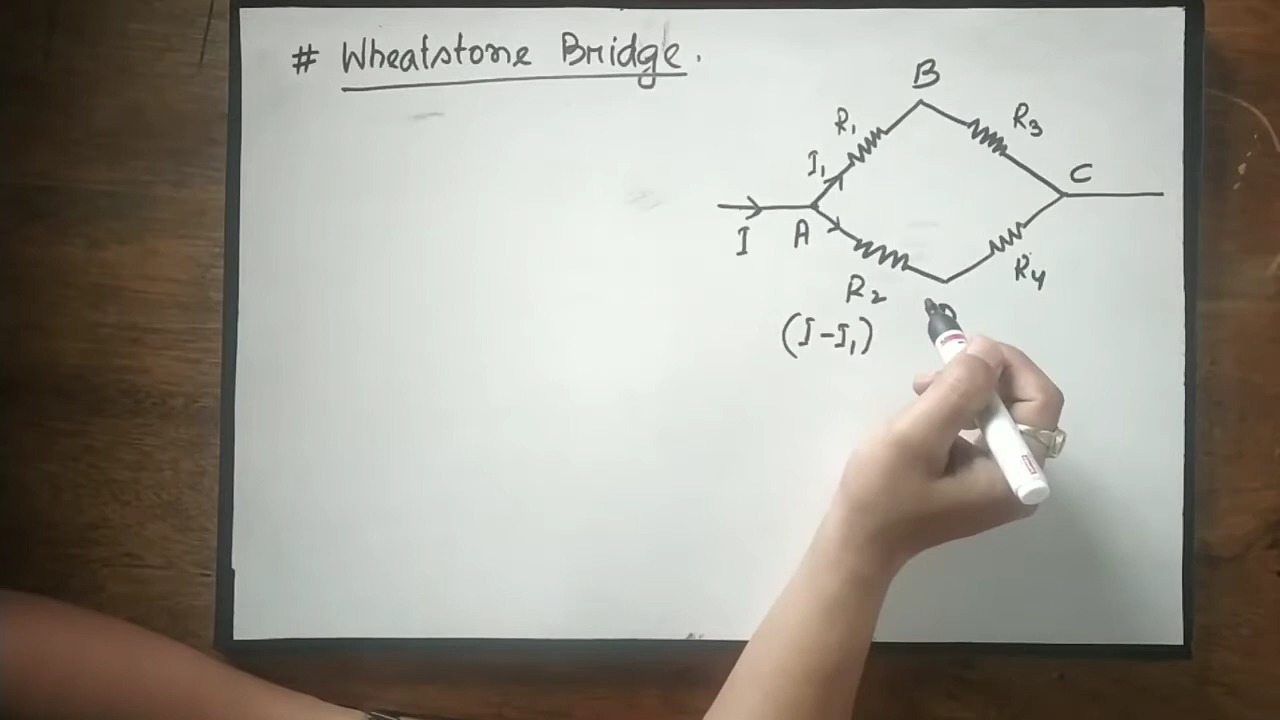 # Wheatstone Bridge.
B
R₁
R₃
I₁
C
I
A
R₂
R₄
D
(I-I₁)